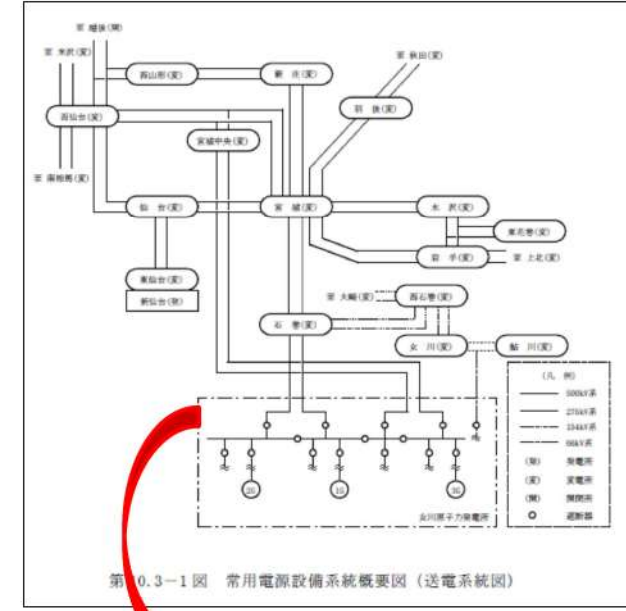 至 越後(開)
至 米沢(変)
至 秋田(変)
西山形(変)
新 庄(変)
羽 後(変)
西仙台(変)
宮城中央(変)
至 南相馬(変)
仙 台(変)
宮 城(変)
水 沢(変)
東花巻(変)
岩 手(変)
至 上北(変)
東仙台(変)
新仙台(発)
至 大崎(変)
西石巻(変)
石 巻(変)
女 川(変)
鮎 川(変)
(凡 例)
500kV系
275kV系
154kV系
66kV系
(発) 発電所
(変) 変電所
(開) 開閉所
遮断器
2G
1G
3G
女川原子力発電所
0.3-1図 常用電源設備系統概要図（送電系統図）